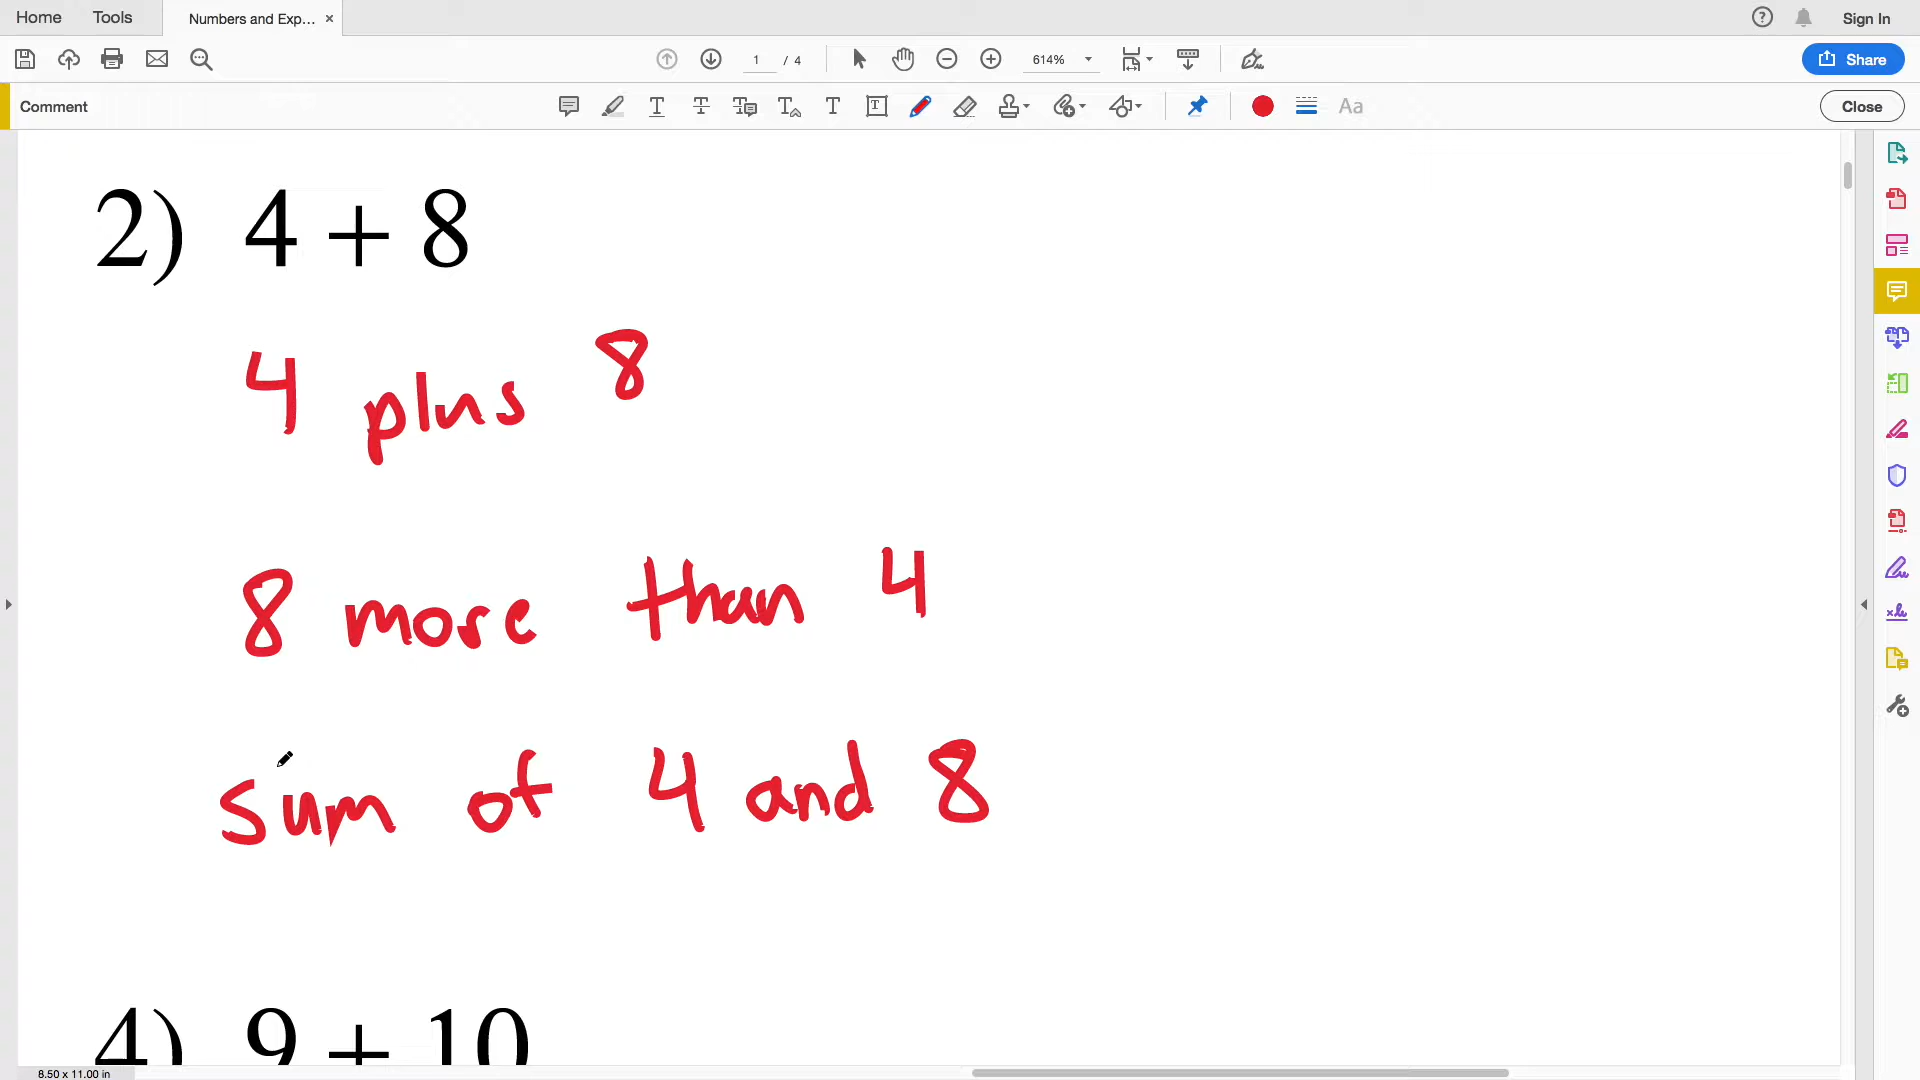 Home Tools Numbers and Exp... × Sign In
1 / 4 614% Share
Comment Aa Close
2) 4 + 8
4 plus 8
8 more than 4
sum of 4 and 8
4) 9 + 10
8.50 x 11.00 in